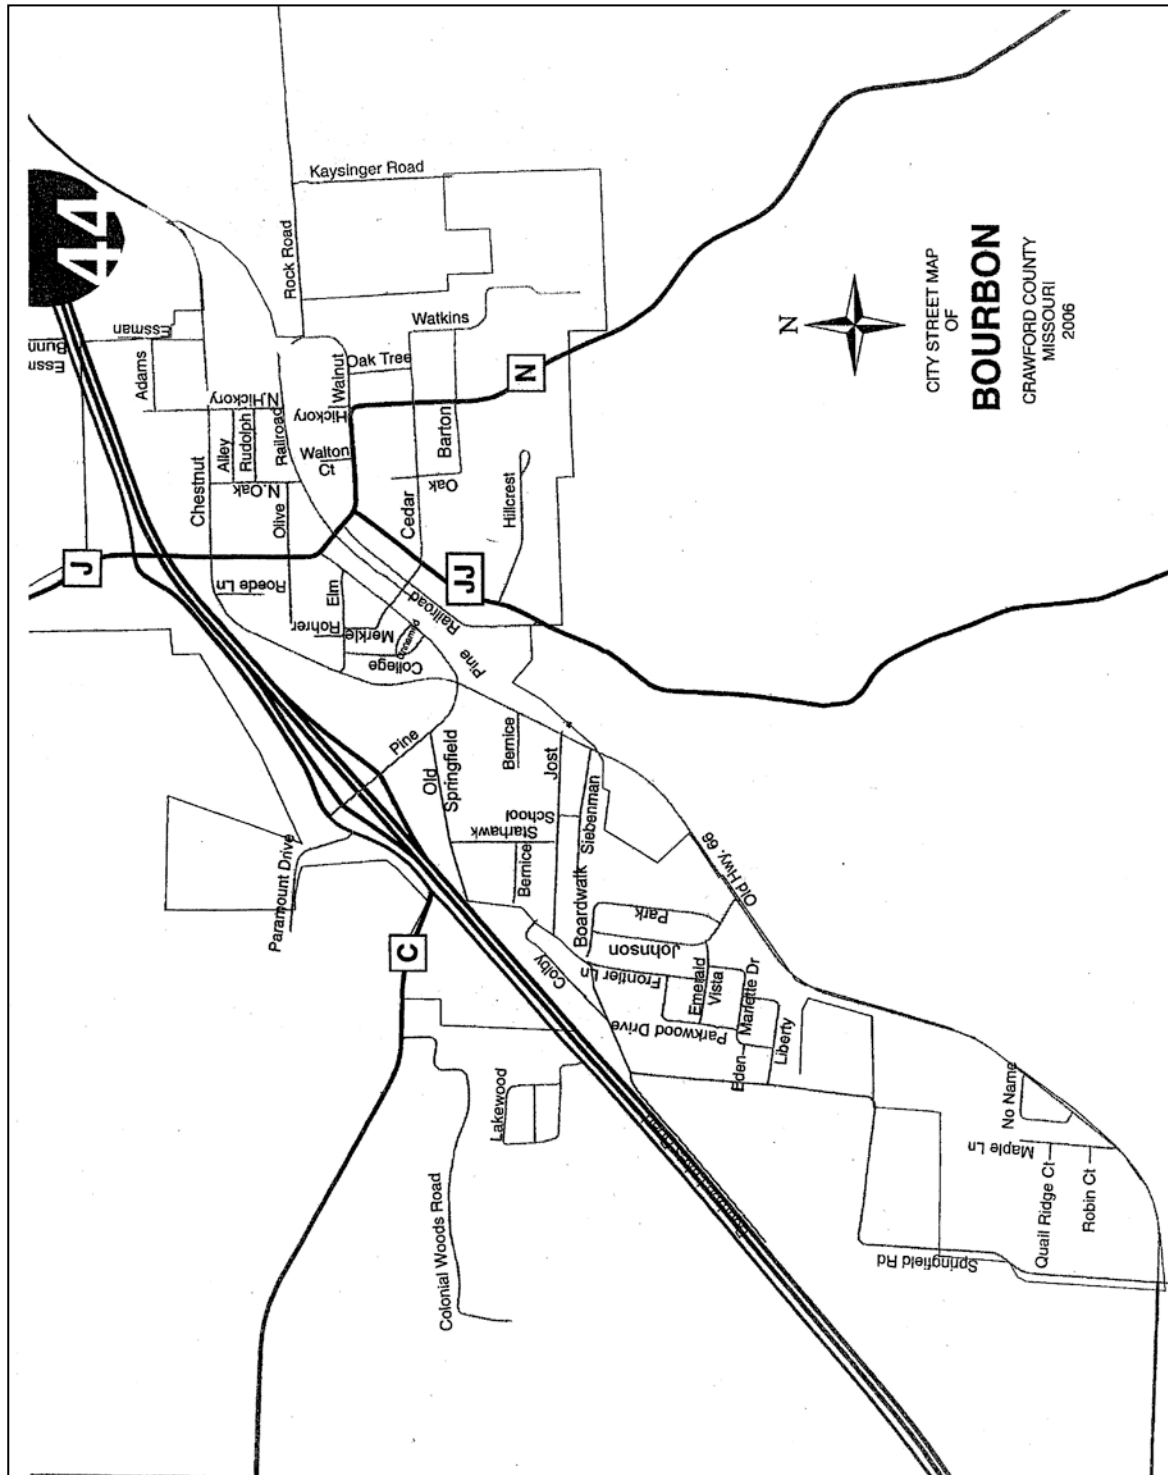 44
Kaysinger Road
Rock Road
Essman
Bunn
Adams
Watkins
Oak Tree
Walnut
N
N.Hickory
Hickory
Railroad
Rudolph
Alley
Walton
Ct
Barton
Chestnut
N.Oak
Oak
Olive
Cedar
Hillcrest
J
JJ
Roede Ln
Elm
Rohrer
Merkle
Unnamed
College
Railroad
Pine
Pine
Old
Springfield
Bernice
Jost
School
Starhawk
Siebenman
Bernice
Boardwalk
Paramount Drive
C
Old Hwy. 66
Park
Johnson
Colby
Frontier Ln
Emerald
Vista
Marlette Dr
Parkwood Drive
Eden
Liberty
Lakewood
Colonial Woods Road
No Name
Maple Ln
Quail Ridge Ct
Robin Ct
Springfield Rd
N
CITY STREET MAP
OF
BOURBON
CRAWFORD COUNTY
MISSOURI
2006